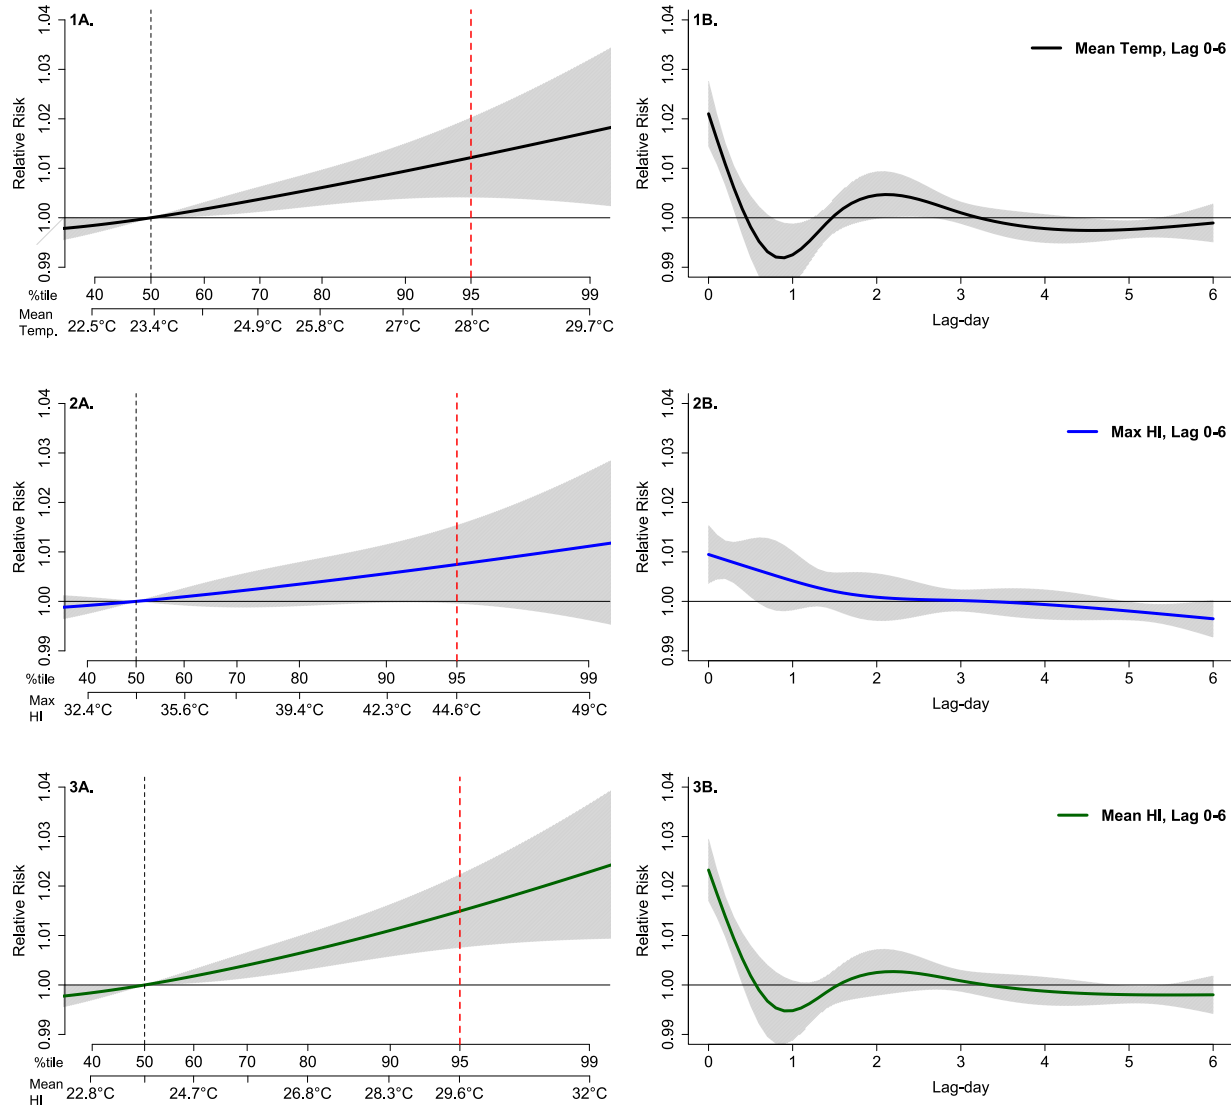 1A.
Relative Risk
1.04
1.03
1.02
1.01
1.00
0.99
%tile 40 50 60 70 80 90 95 99
Mean Temp. 22.5°C 23.4°C 24.9°C 25.8°C 27°C 28°C 29.7°C
1B.
Mean Temp, Lag 0-6
Relative Risk
1.04
1.03
1.02
1.01
1.00
0.99
0 1 2 3 4 5 6
Lag-day
2A.
Relative Risk
1.04
1.03
1.02
1.01
1.00
0.99
%tile 40 50 60 70 80 90 95 99
Max HI 32.4°C 35.6°C 39.4°C 42.3°C 44.6°C 49°C
2B.
Max HI, Lag 0-6
Relative Risk
1.04
1.03
1.02
1.01
1.00
0.99
0 1 2 3 4 5 6
Lag-day
3A.
Relative Risk
1.04
1.03
1.02
1.01
1.00
0.99
%tile 40 50 60 70 80 90 95 99
Mean HI 22.8°C 24.7°C 26.8°C 28.3°C 29.6°C 32°C
3B.
Mean HI, Lag 0-6
Relative Risk
1.04
1.03
1.02
1.01
1.00
0.99
0 1 2 3 4 5 6
Lag-day